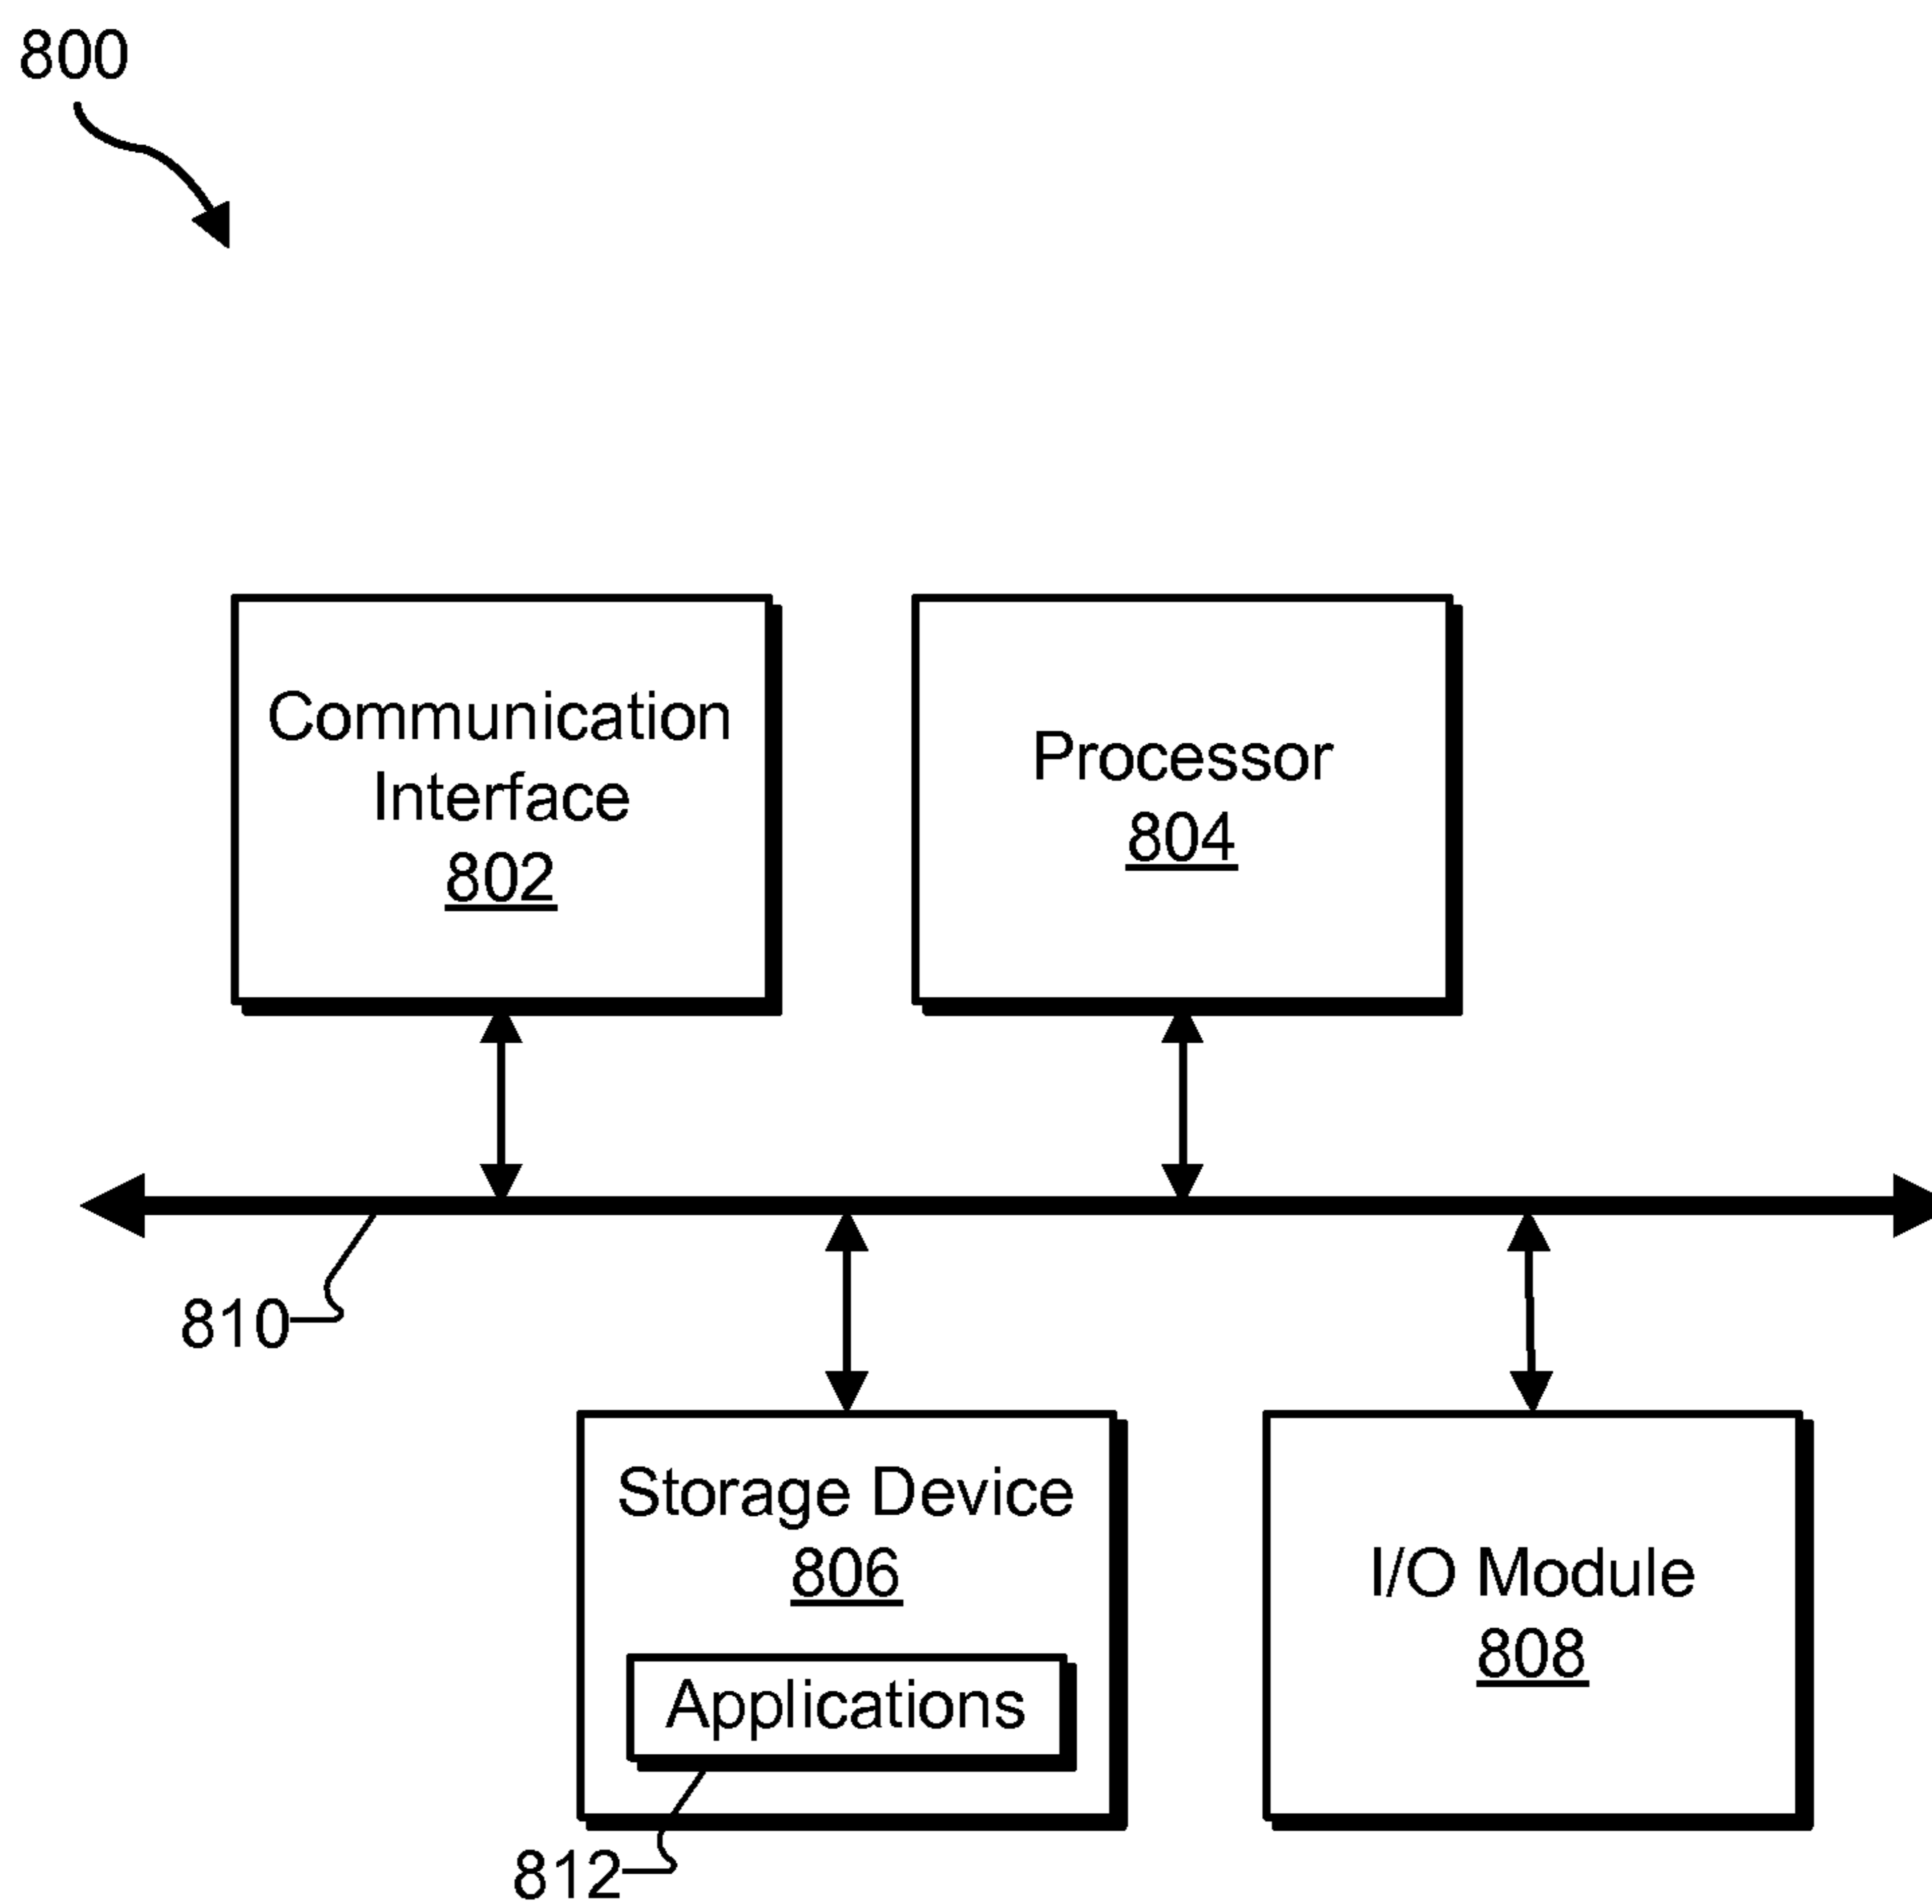 800
Communication
Interface
802
Processor
804
810
Storage Device
806
Applications
812
I/O Module
808